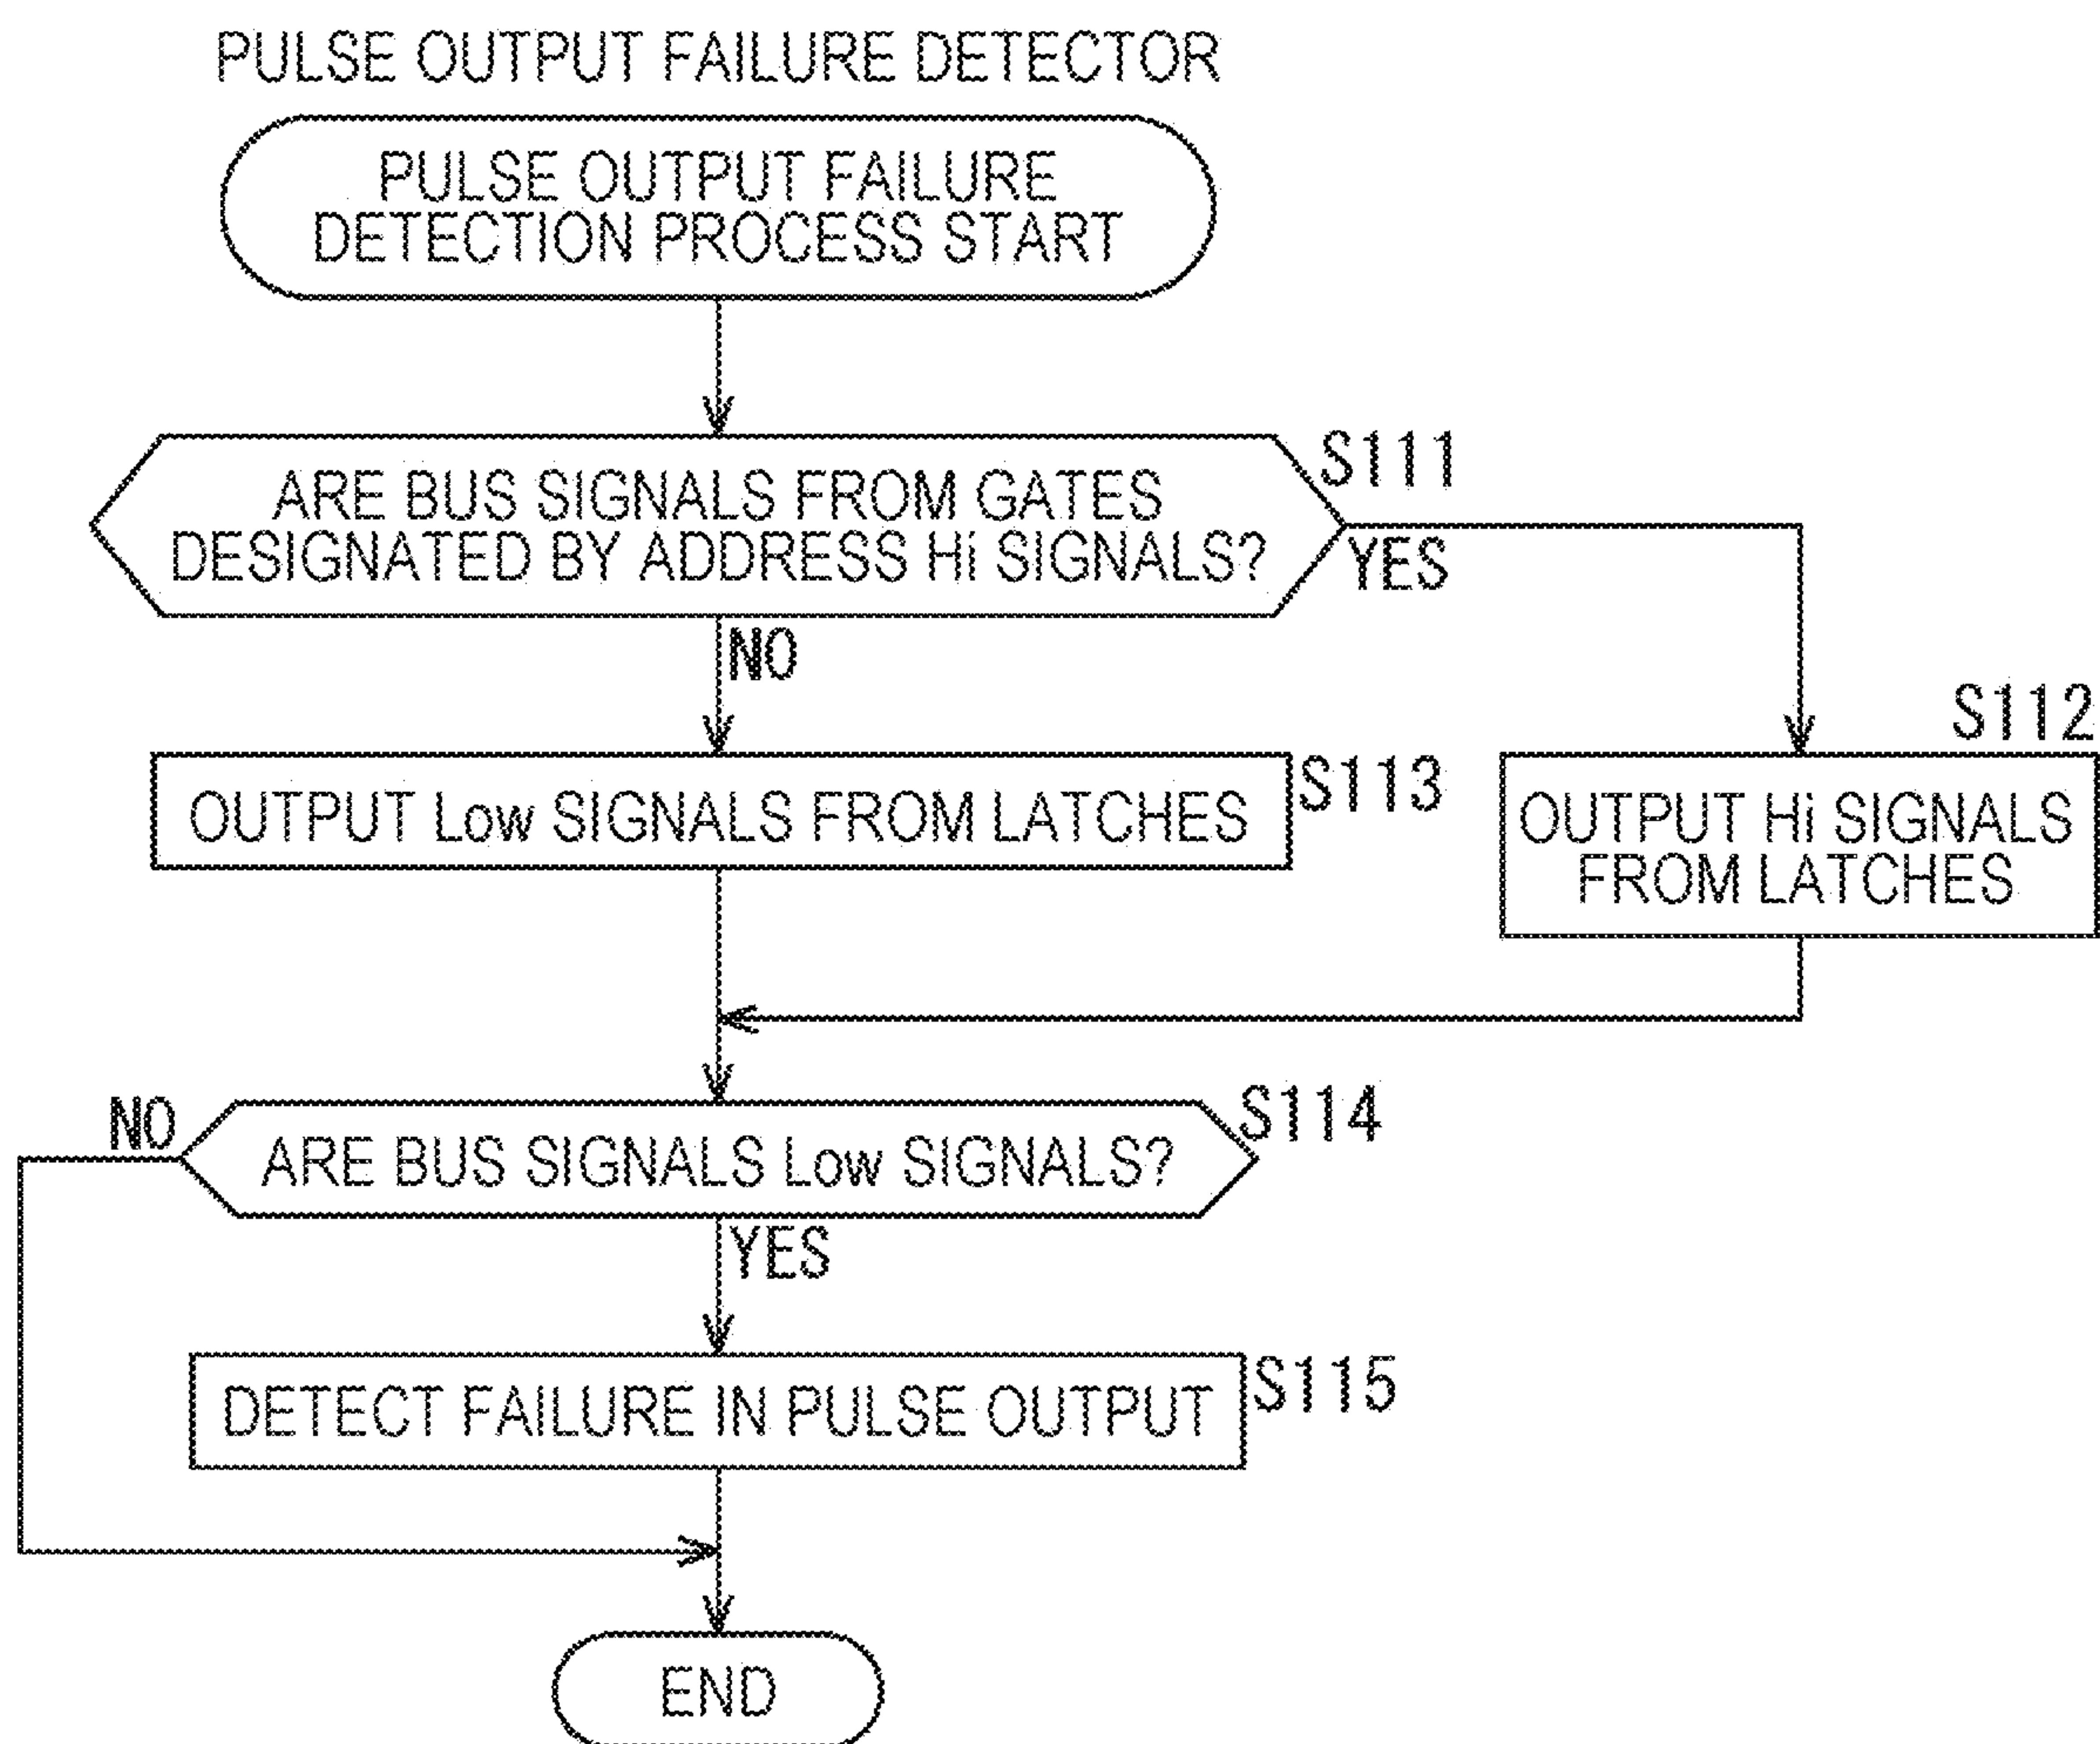 PULSE OUTPUT FAILURE DETECTOR
PULSE OUTPUT FAILURE
DETECTION PROCESS START
S111
ARE BUS SIGNALS FROM GATES
DESIGNATED BY ADDRESS Hi SIGNALS?
YES
NO
S112
S113
OUTPUT Low SIGNALS FROM LATCHES
OUTPUT Hi SIGNALS
FROM LATCHES
S114
NO
ARE BUS SIGNALS Low SIGNALS?
YES
S115
DETECT FAILURE IN PULSE OUTPUT
END